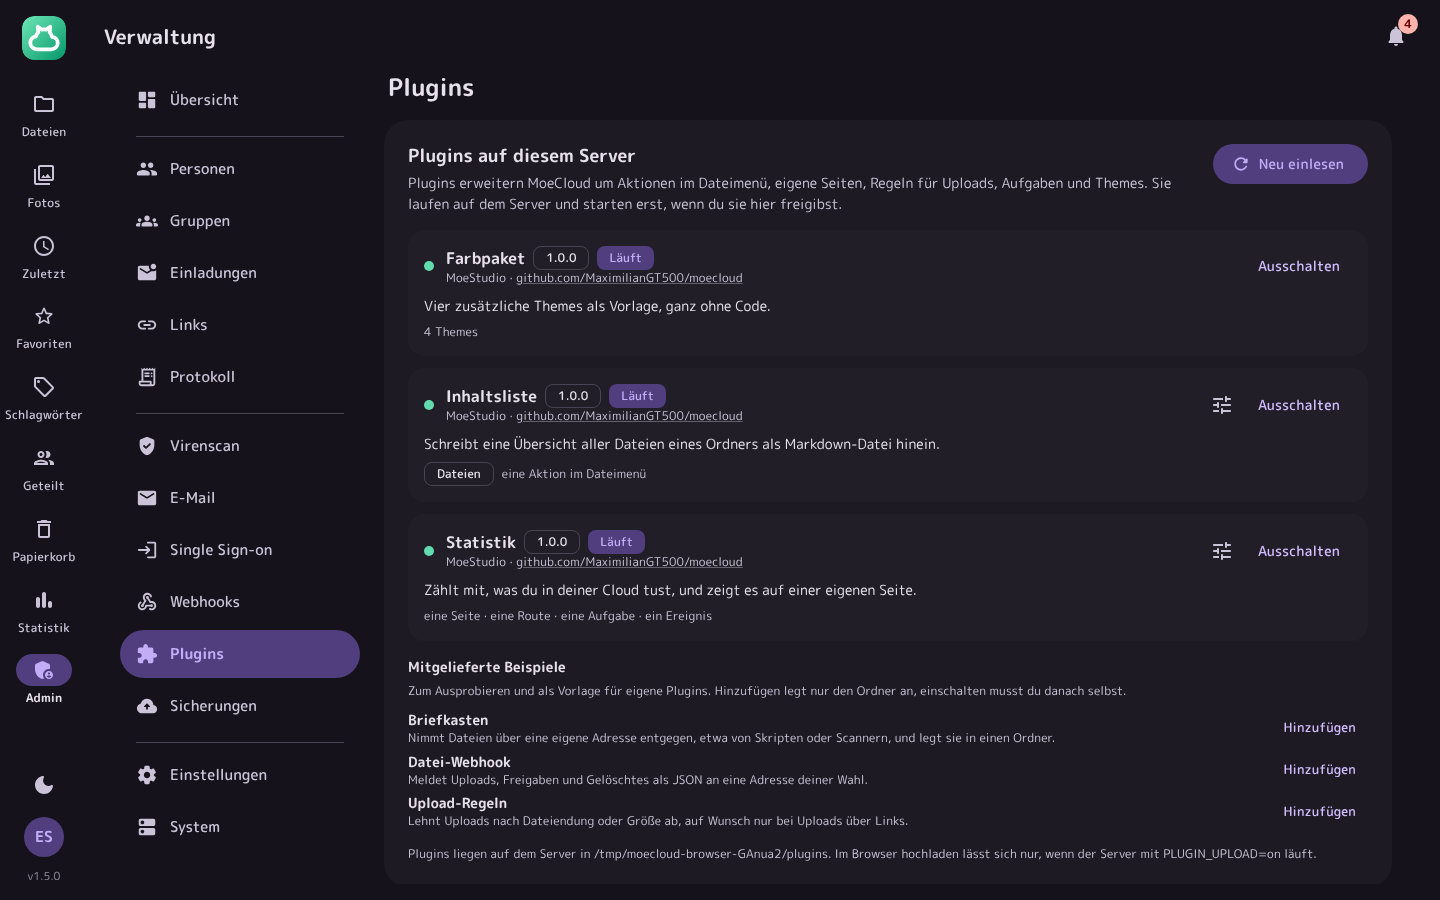 Verwaltung
4
Dateien
Fotos
Zuletzt
Favoriten
Schlagwörter
Geteilt
Papierkorb
Statistik
Admin
ES
v1.5.0
Übersicht
Personen
Gruppen
Einladungen
Links
Protokoll
Virenscan
E-Mail
Single Sign-on
Webhooks
Plugins
Sicherungen
Einstellungen
System
Plugins
Plugins auf diesem Server
Neu einlesen
Plugins erweitern MoeCloud um Aktionen im Dateimenü, eigene Seiten, Regeln für Uploads, Aufgaben und Themes. Sie
laufen auf dem Server und starten erst, wenn du sie hier freigibst.
Farbpaket 1.0.0 Läuft
MoeStudio · github.com/MaximilianGT500/moecloud
Ausschalten
Vier zusätzliche Themes als Vorlage, ganz ohne Code.
4 Themes
Inhaltsliste 1.0.0 Läuft
MoeStudio · github.com/MaximilianGT500/moecloud
Ausschalten
Schreibt eine Übersicht aller Dateien eines Ordners als Markdown-Datei hinein.
Dateien eine Aktion im Dateimenü
Statistik 1.0.0 Läuft
MoeStudio · github.com/MaximilianGT500/moecloud
Ausschalten
Zählt mit, was du in deiner Cloud tust, und zeigt es auf einer eigenen Seite.
eine Seite · eine Route · eine Aufgabe · ein Ereignis
Mitgelieferte Beispiele
Zum Ausprobieren und als Vorlage für eigene Plugins. Hinzufügen legt nur den Ordner an, einschalten musst du danach selbst.
Briefkasten
Nimmt Dateien über eine eigene Adresse entgegen, etwa von Skripten oder Scannern, und legt sie in einen Ordner.
Hinzufügen
Datei-Webhook
Meldet Uploads, Freigaben und Gelöschtes als JSON an eine Adresse deiner Wahl.
Hinzufügen
Upload-Regeln
Lehnt Uploads nach Dateiendung oder Größe ab, auf Wunsch nur bei Uploads über Links.
Hinzufügen
Plugins liegen auf dem Server in /tmp/moecloud-browser-GAnua2/plugins. Im Browser hochladen lässt sich nur, wenn der Server mit PLUGIN_UPLOAD=on läuft.